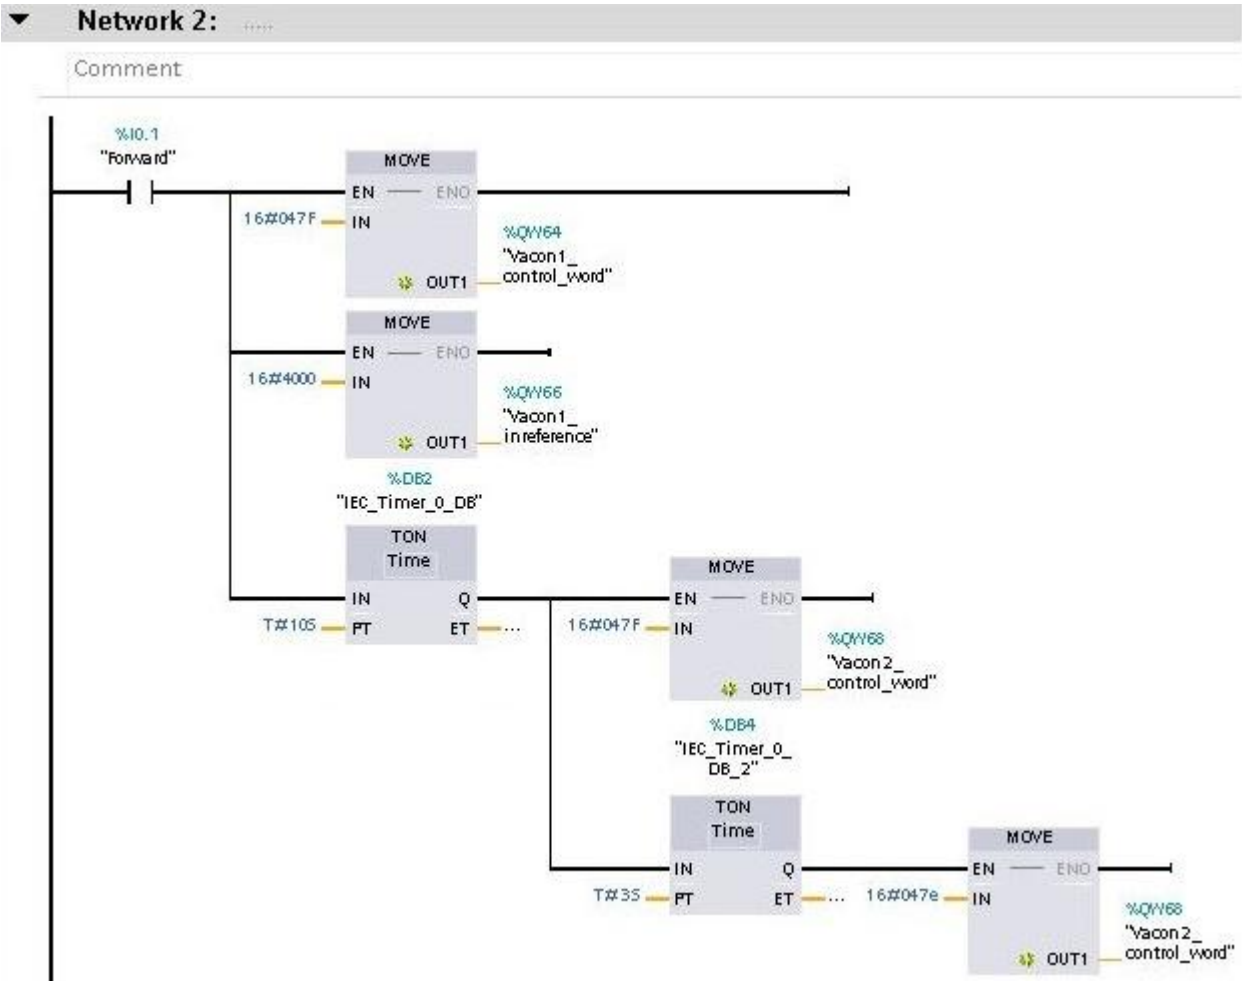 Network 2: .....
Comment
%I0.1
"Forward"
MOVE
EN ENO
16#047F IN
%QW64
"Vacon1_
control_word"
OUT1
MOVE
EN ENO
16#4000 IN
%QW66
"Vacon1_
inreference"
OUT1
%DB2
"IEC_Timer_0_DB"
TON
Time
IN Q
T#10S PT ET ...
MOVE
EN ENO
16#047F IN
%QW68
"Vacon2_
control_word"
OUT1
%DB4
"IEC_Timer_0_
DB_2"
TON
Time
IN Q
T#3S PT ET ...
MOVE
EN ENO
16#047e IN
%QW68
"Vacon2_
control_word"
OUT1